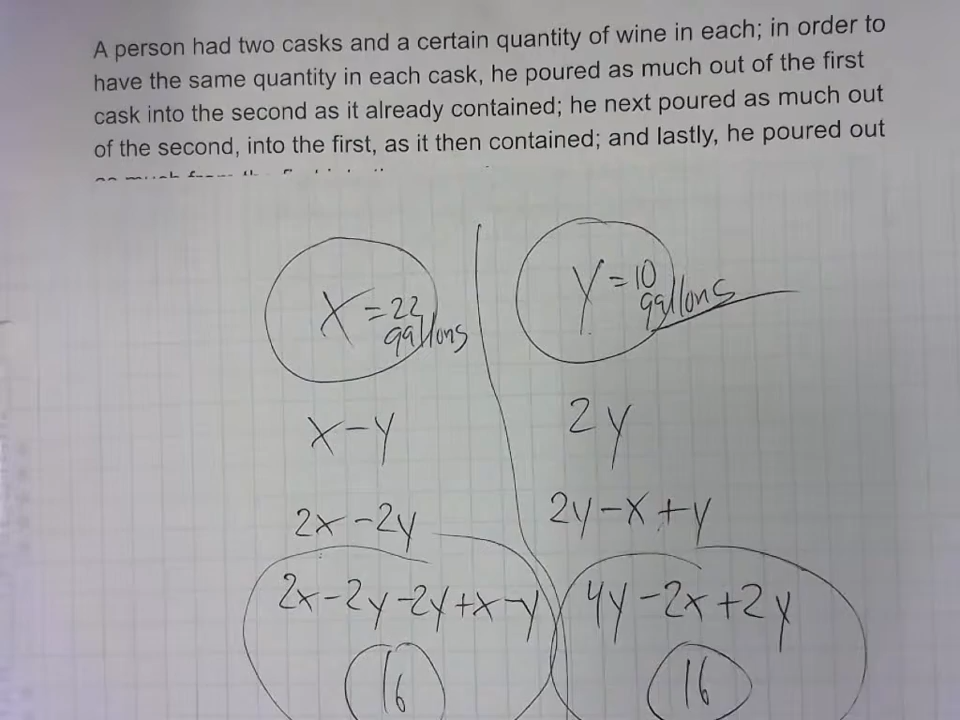 A person had two casks and a certain quantity of wine in each; in order to
have the same quantity in each cask, he poured as much out of the first
cask into the second as it already contained; he next poured as much out
of the second, into the first, as it then contained; and lastly, he poured out
x = 22 gallons
y = 10 gallons
x-y
2y
2x-2y
2y-x+y
2x-2y-2y+x-y
4y-2x+2y
16
16